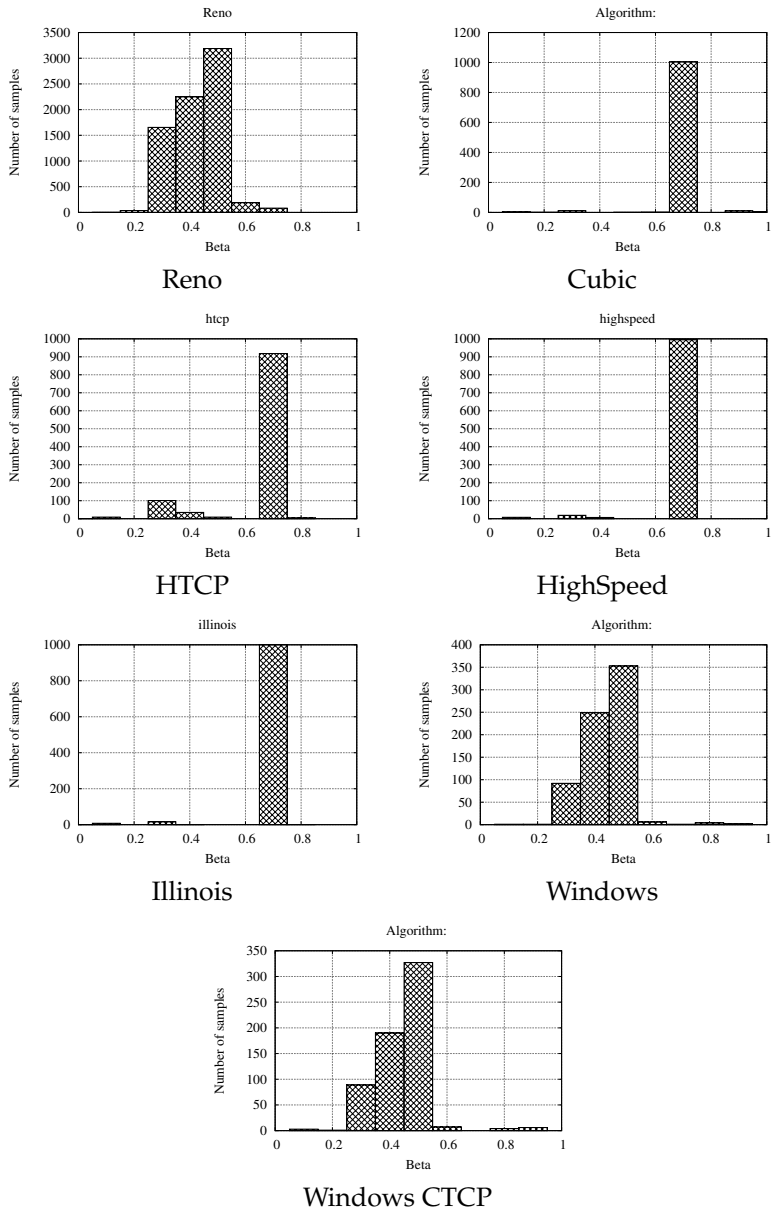 Reno
3500
3000
2500
2000
1500
1000
500
0
Number of samples
0 0.2 0.4 0.6 0.8 1
Beta
Reno
Algorithm:
1200
1000
800
600
400
200
0
Number of samples
0 0.2 0.4 0.6 0.8 1
Beta
Cubic
htcp
1000
900
800
700
600
500
400
300
200
100
0
Number of samples
0 0.2 0.4 0.6 0.8 1
Beta
HTCP
highspeed
1000
900
800
700
600
500
400
300
200
100
0
Number of samples
0 0.2 0.4 0.6 0.8 1
Beta
HighSpeed
illinois
1000
800
600
400
200
0
Number of samples
0 0.2 0.4 0.6 0.8 1
Beta
Illinois
Algorithm:
400
350
300
250
200
150
100
50
0
Number of samples
0 0.2 0.4 0.6 0.8 1
Beta
Windows
Algorithm:
350
300
250
200
150
100
50
0
Number of samples
0 0.2 0.4 0.6 0.8 1
Beta
Windows CTCP